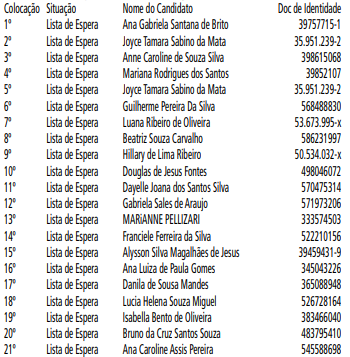 Colocação Situação Nome do Candidato Doc de Identidade
1º Lista de Espera Ana Gabriela Santana de Brito 39757715-1
2º Lista de Espera Joyce Tamara Sabino da Mata 35.951.239-2
3º Lista de Espera Anne Caroline de Souza Silva 398615068
4º Lista de Espera Mariana Rodrigues dos Santos 39852107
5º Lista de Espera Joyce Tamara Sabino da Mata 35.951.239-2
6º Lista de Espera Guilherme Pereira Da Silva 568488830
7º Lista de Espera Luana Ribeiro de Oliveira 53.673.995-x
8º Lista de Espera Beatriz Souza Carvalho 586231997
9º Lista de Espera Hillary de Lima Ribeiro 50.534.032-x
10º Lista de Espera Douglas de Jesus Fontes 498046072
11º Lista de Espera Dayelle Joana dos Santos Silva 570475314
12º Lista de Espera Gabriela Sales de Araujo 571973206
13º Lista de Espera MARiANNE PELLIZARI 333574503
14º Lista de Espera Franciele Ferreira da Silva 522210156
15º Lista de Espera Alysson Silva Magalhães de Jesus 39459431-9
16º Lista de Espera Ana Luiza de Paula Gomes 345043226
17º Lista de Espera Danila de Sousa Mandes 365088948
18º Lista de Espera Lucia Helena Souza Miguel 526728164
19º Lista de Espera Isabella Bento de Oliveira 383466040
20º Lista de Espera Bruno da Cruz Santos Souza 483795410
21º Lista de Espera Ana Caroline Assis Pereira 545588698